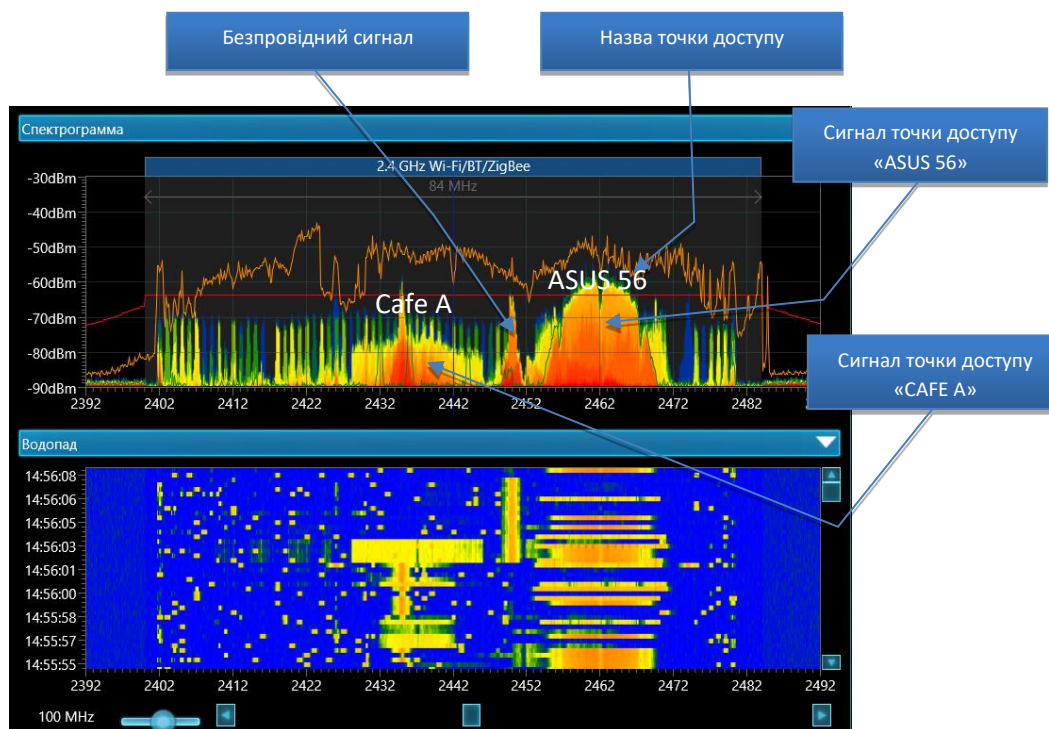 Безпровідний сигнал
Назва точки доступу
Спектрограмма
Сигнал точки доступу
«ASUS 56»
2.4 GHz Wi-Fi/BT/ZigBee
84 MHz
-30dBm
-40dBm
-50dBm
-60dBm
-70dBm
-80dBm
-90dBm
ASUS 56
Cafe A
Сигнал точки доступу
«CAFE A»
2392 2402 2412 2422 2432 2442 2452 2462 2472 2482
Водопад
14:56:08
14:56:06
14:56:05
14:56:03
14:56:01
14:56:00
14:55:58
14:55:57
14:55:55
2392 2402 2412 2422 2432 2442 2452 2462 2472 2482 2492
100 MHz